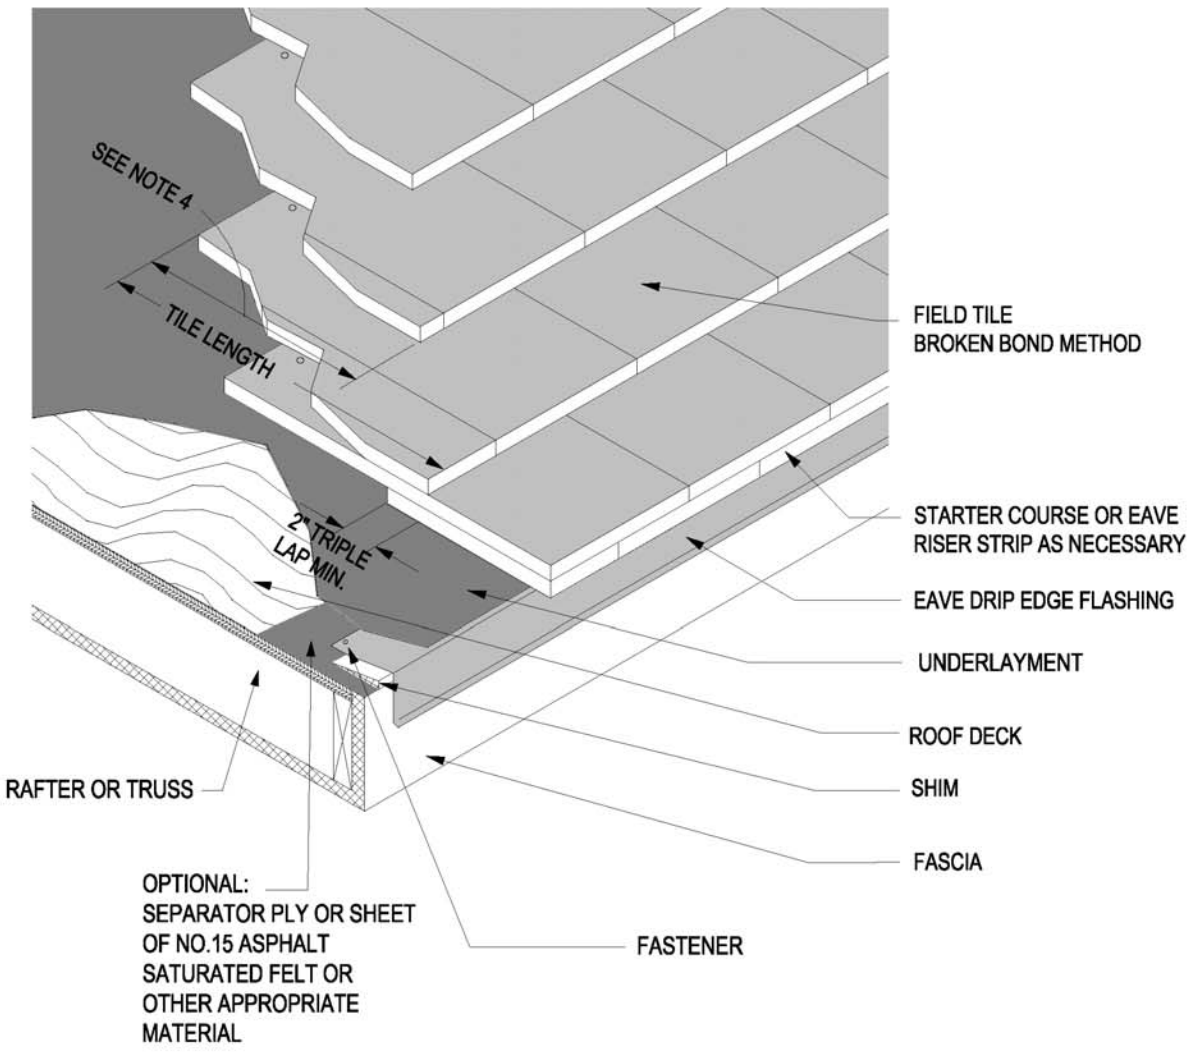 SEE NOTE 4
TILE LENGTH
2" TRIPLE
LAP MIN.
FIELD TILE
BROKEN BOND METHOD
STARTER COURSE OR EAVE
RISER STRIP AS NECESSARY
EAVE DRIP EDGE FLASHING
UNDERLAYMENT
ROOF DECK
SHIM
FASCIA
RAFTER OR TRUSS
OPTIONAL:
SEPARATOR PLY OR SHEET
OF NO.15 ASPHALT
SATURATED FELT OR
OTHER APPROPRIATE
MATERIAL
FASTENER